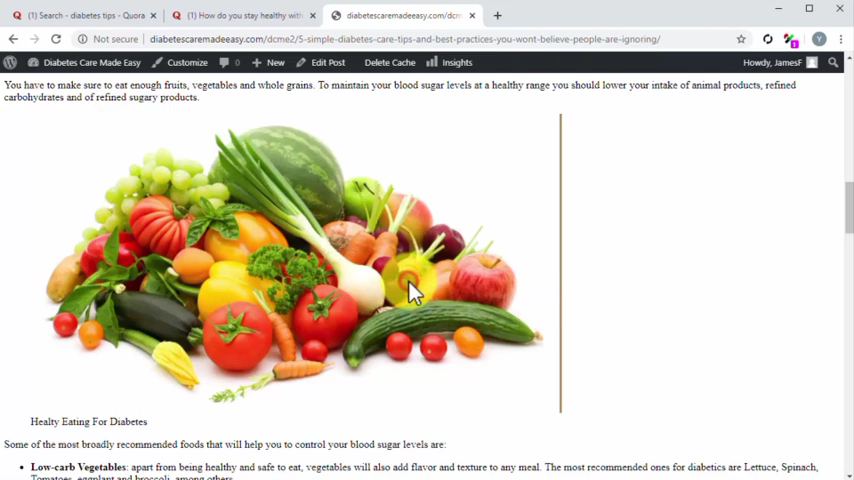 (1) Search - diabetes tips - Quora
(1) How do you stay healthy with
diabetescaremadeeasy.com/dcm
Not secure
diabetescaremadeeasy.com/dcme2/5-simple-diabetes-care-tips-and-best-practices-you-wont-believe-people-are-ignoring/
Diabetes Care Made Easy Customize 0 New Edit Post Delete Cache Insights Howdy, JamesF
You have to make sure to eat enough fruits, vegetables and whole grains. To maintain your blood sugar levels at a healthy range you should lower your intake of animal products, refined
carbohydrates and of refined sugary products.
Healty Eating For Diabetes
Some of the most broadly recommended foods that will help you to control your blood sugar levels are:
Low-carb Vegetables: apart from being healthy and safe to eat, vegetables will also add flavor and texture to any meal. The most recommended ones for diabetics are Lettuce, Spinach,
Tomatoes, eggplant and broccoli, among others.